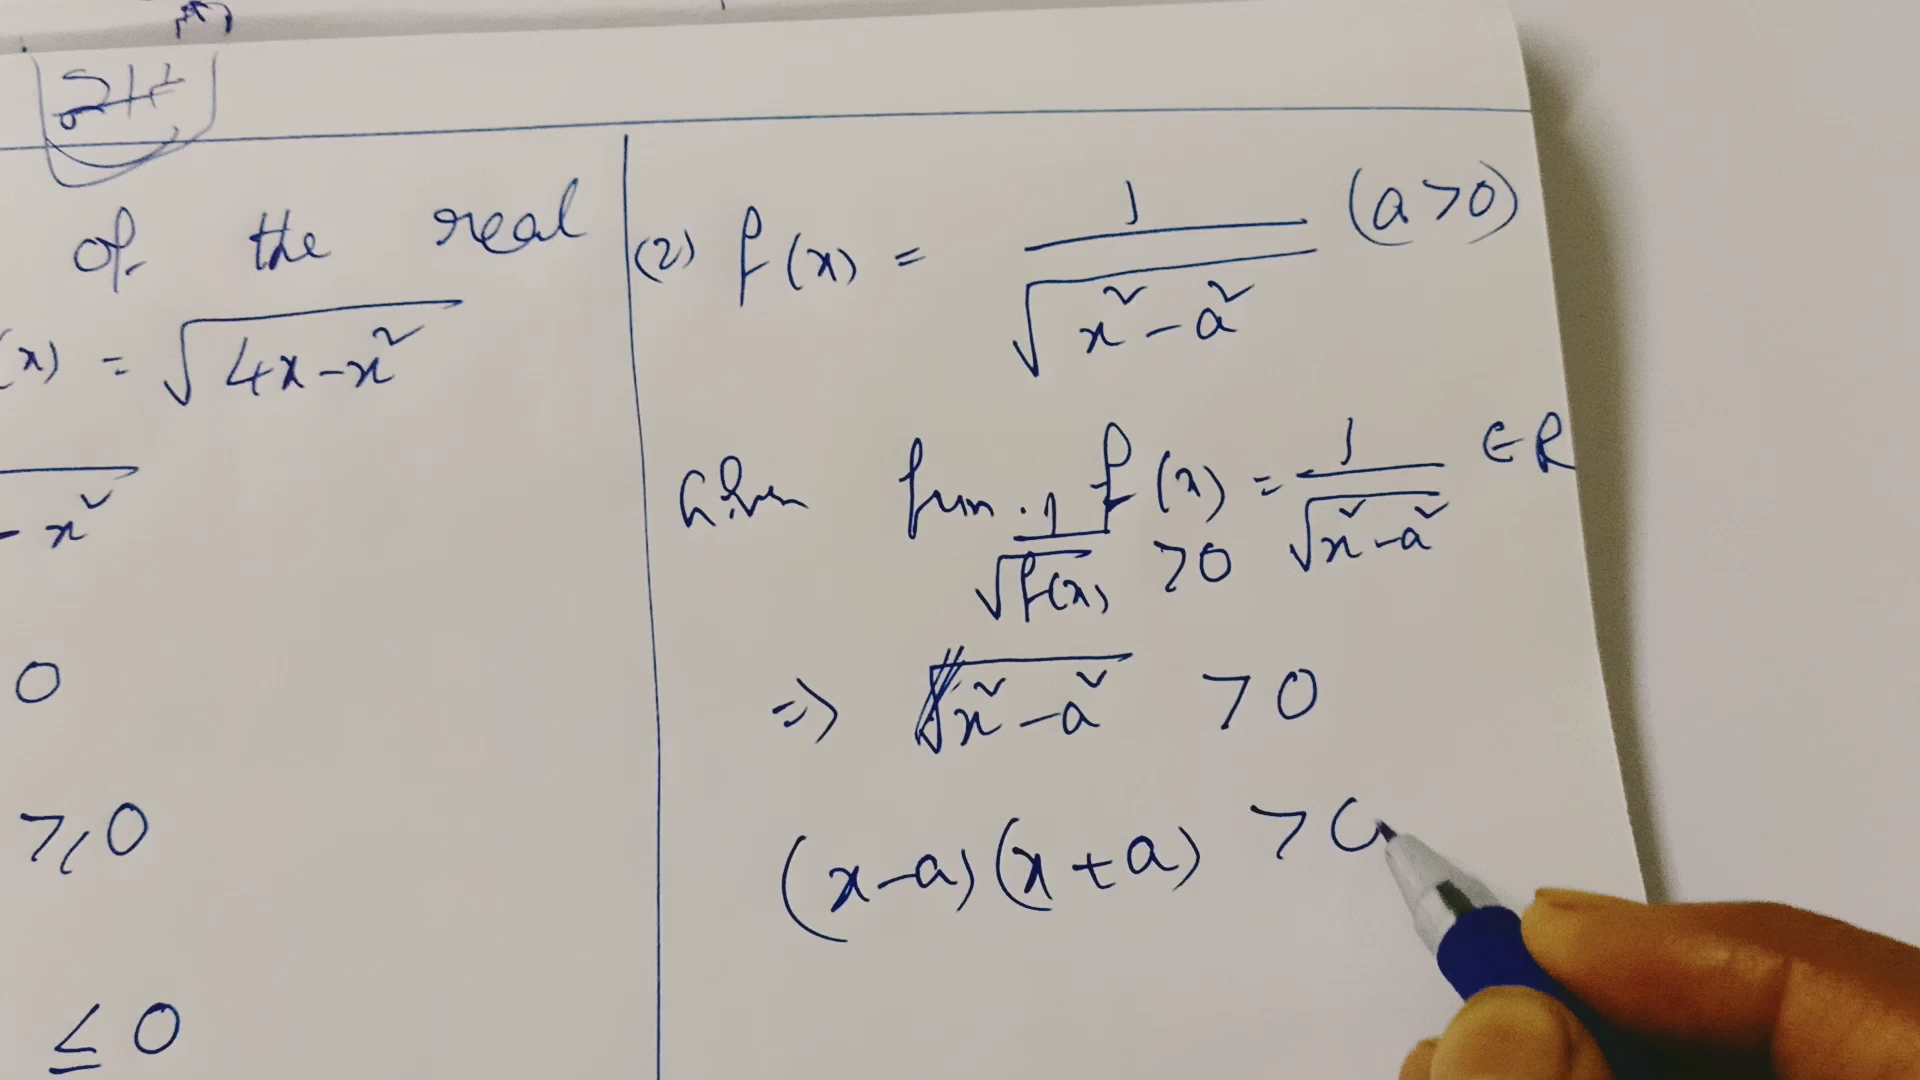 of the real
(x) = √4x-x²
- x²
0
≥0
≤ 0
(2) f(x) = 1/√x²-a² (a>0)
Given fun. f(x) = 1/√x²-a² ∈ R
1/√f(x) >0
=> x²-a² >0
(x-a)(x+a) >0